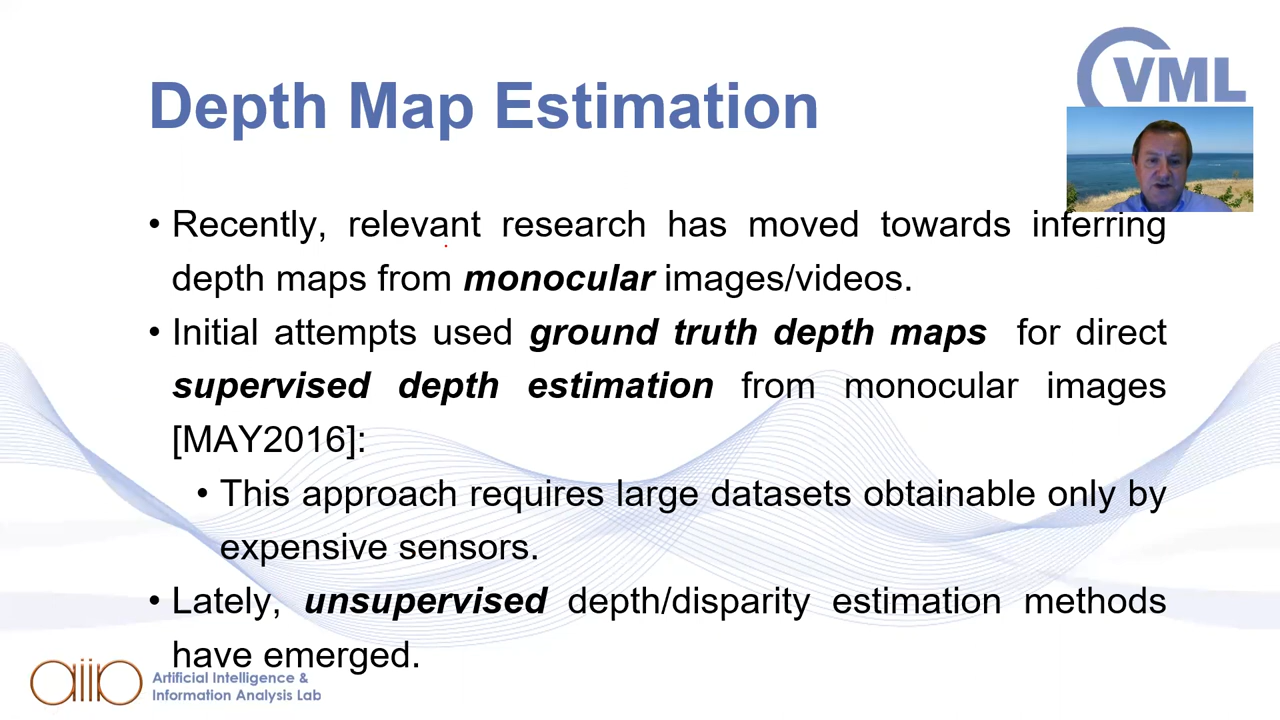 VML
Depth Map Estimation
• Recently, relevant research has moved towards inferring
depth maps from monocular images/videos.
• Initial attempts used ground truth depth maps for direct
supervised depth estimation from monocular images
[MAY2016]:
• This approach requires large datasets obtainable only by
expensive sensors.
• Lately, unsupervised depth/disparity estimation methods
have emerged.
aiia
Artificial Intelligence &
Information Analysis Lab